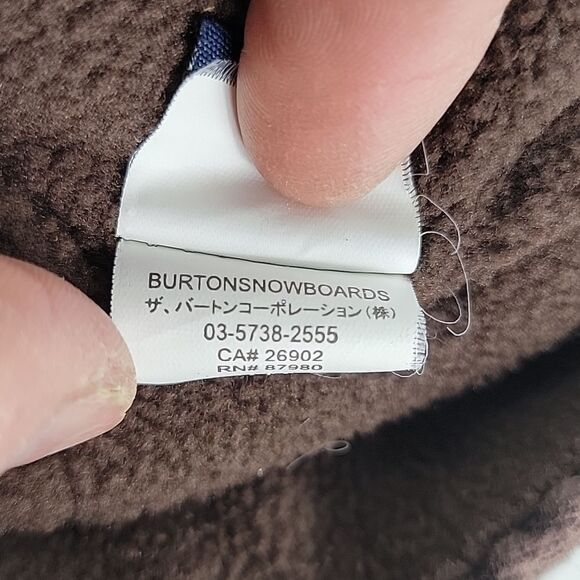 BURTONSNOWBOARDS
ザ、バートンコーポレーション(株)
03-5738-2555
CA# 26902
RN# 87980